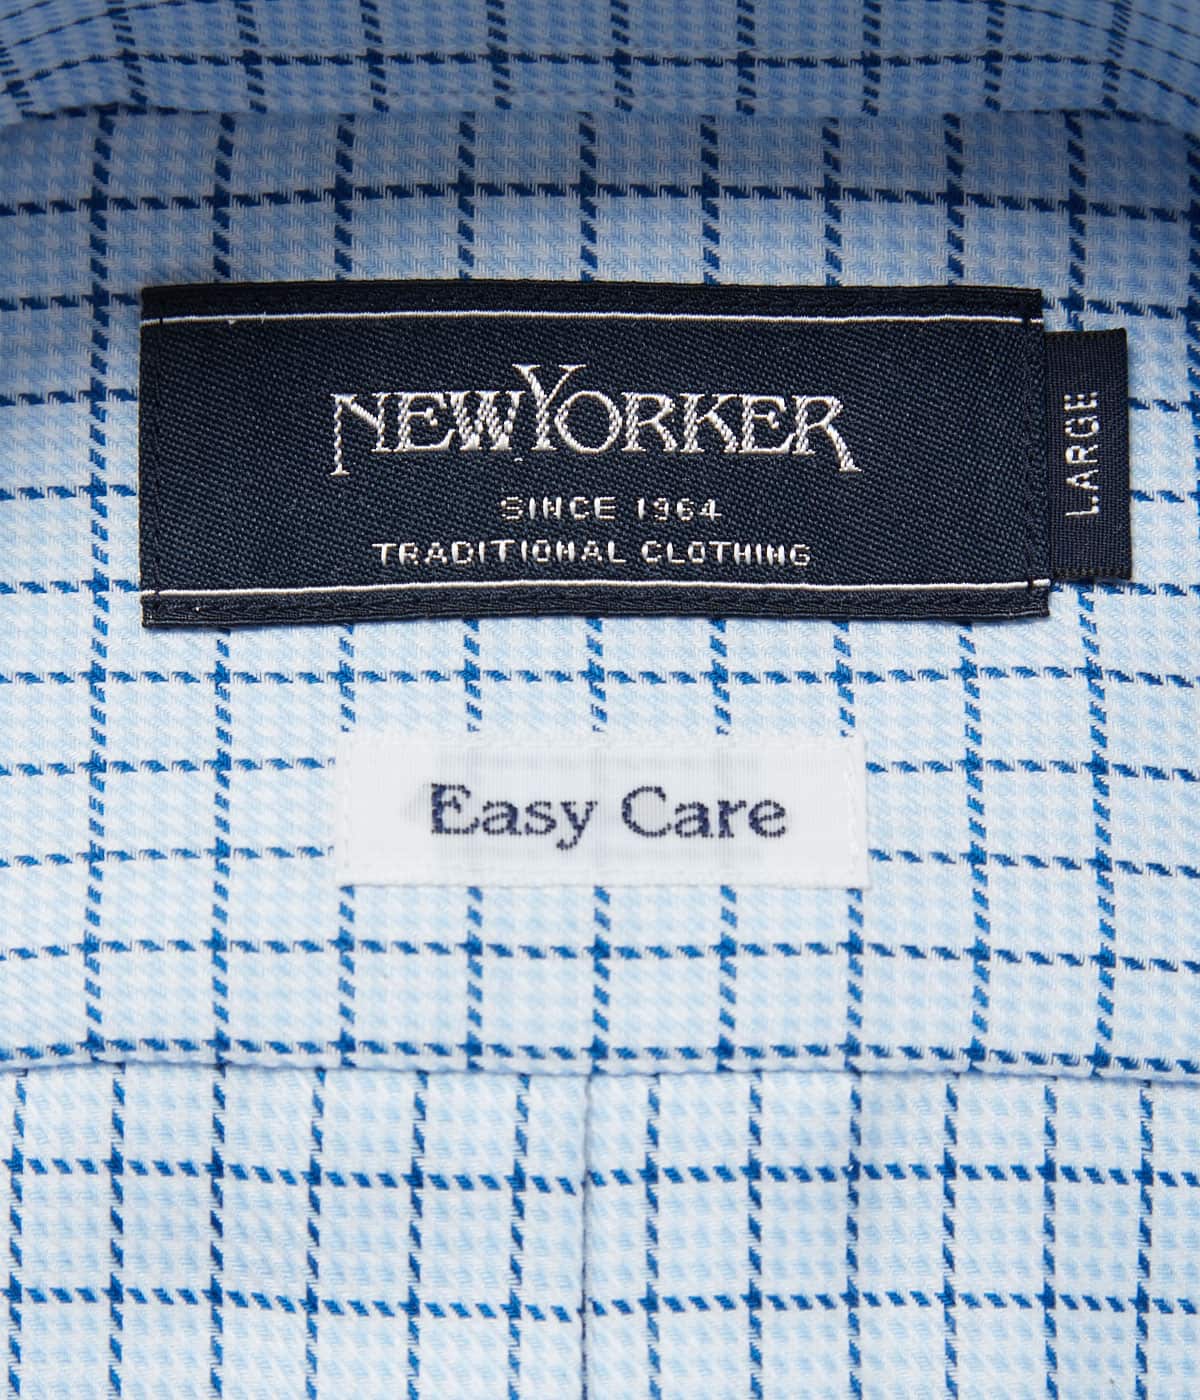 NEWYORKER
SINCE 1964
TRADITIONAL CLOTHING
LARGE
Easy Care